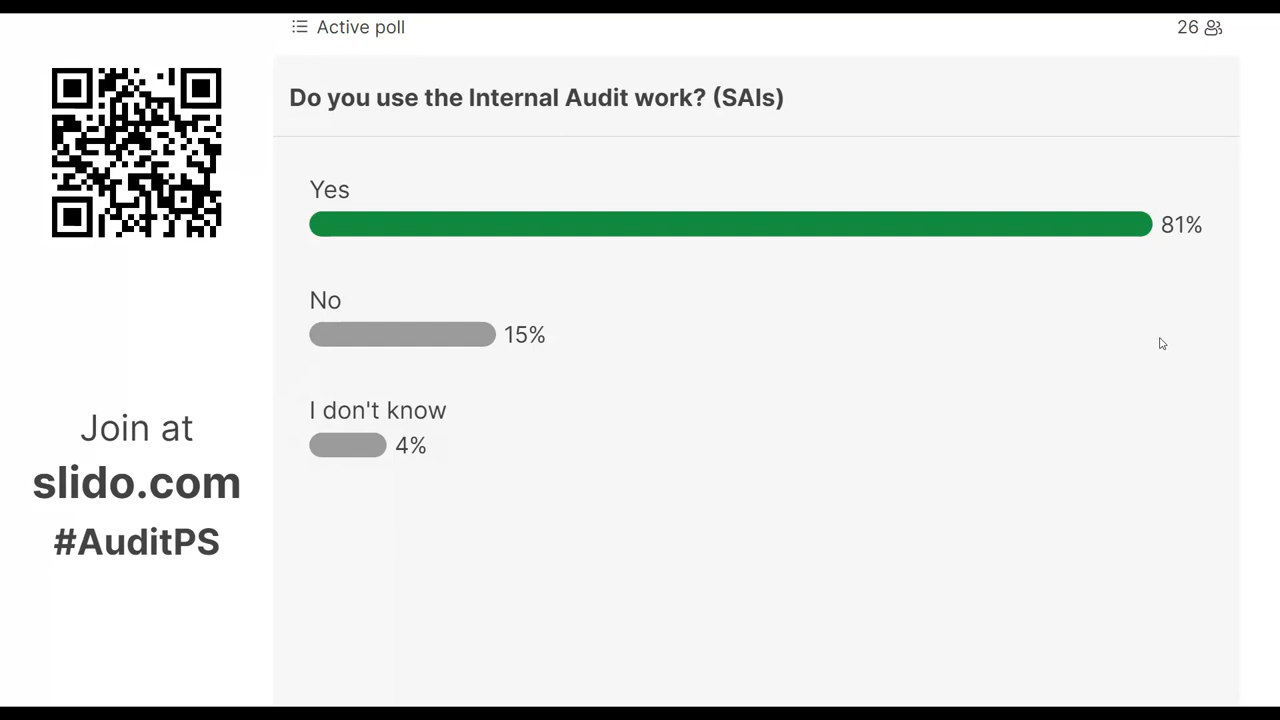 Active poll
26
Do you use the Internal Audit work? (SAIs)
Yes
81%
No
15%
I don't know
4%
Join at
slido.com
#AuditPS